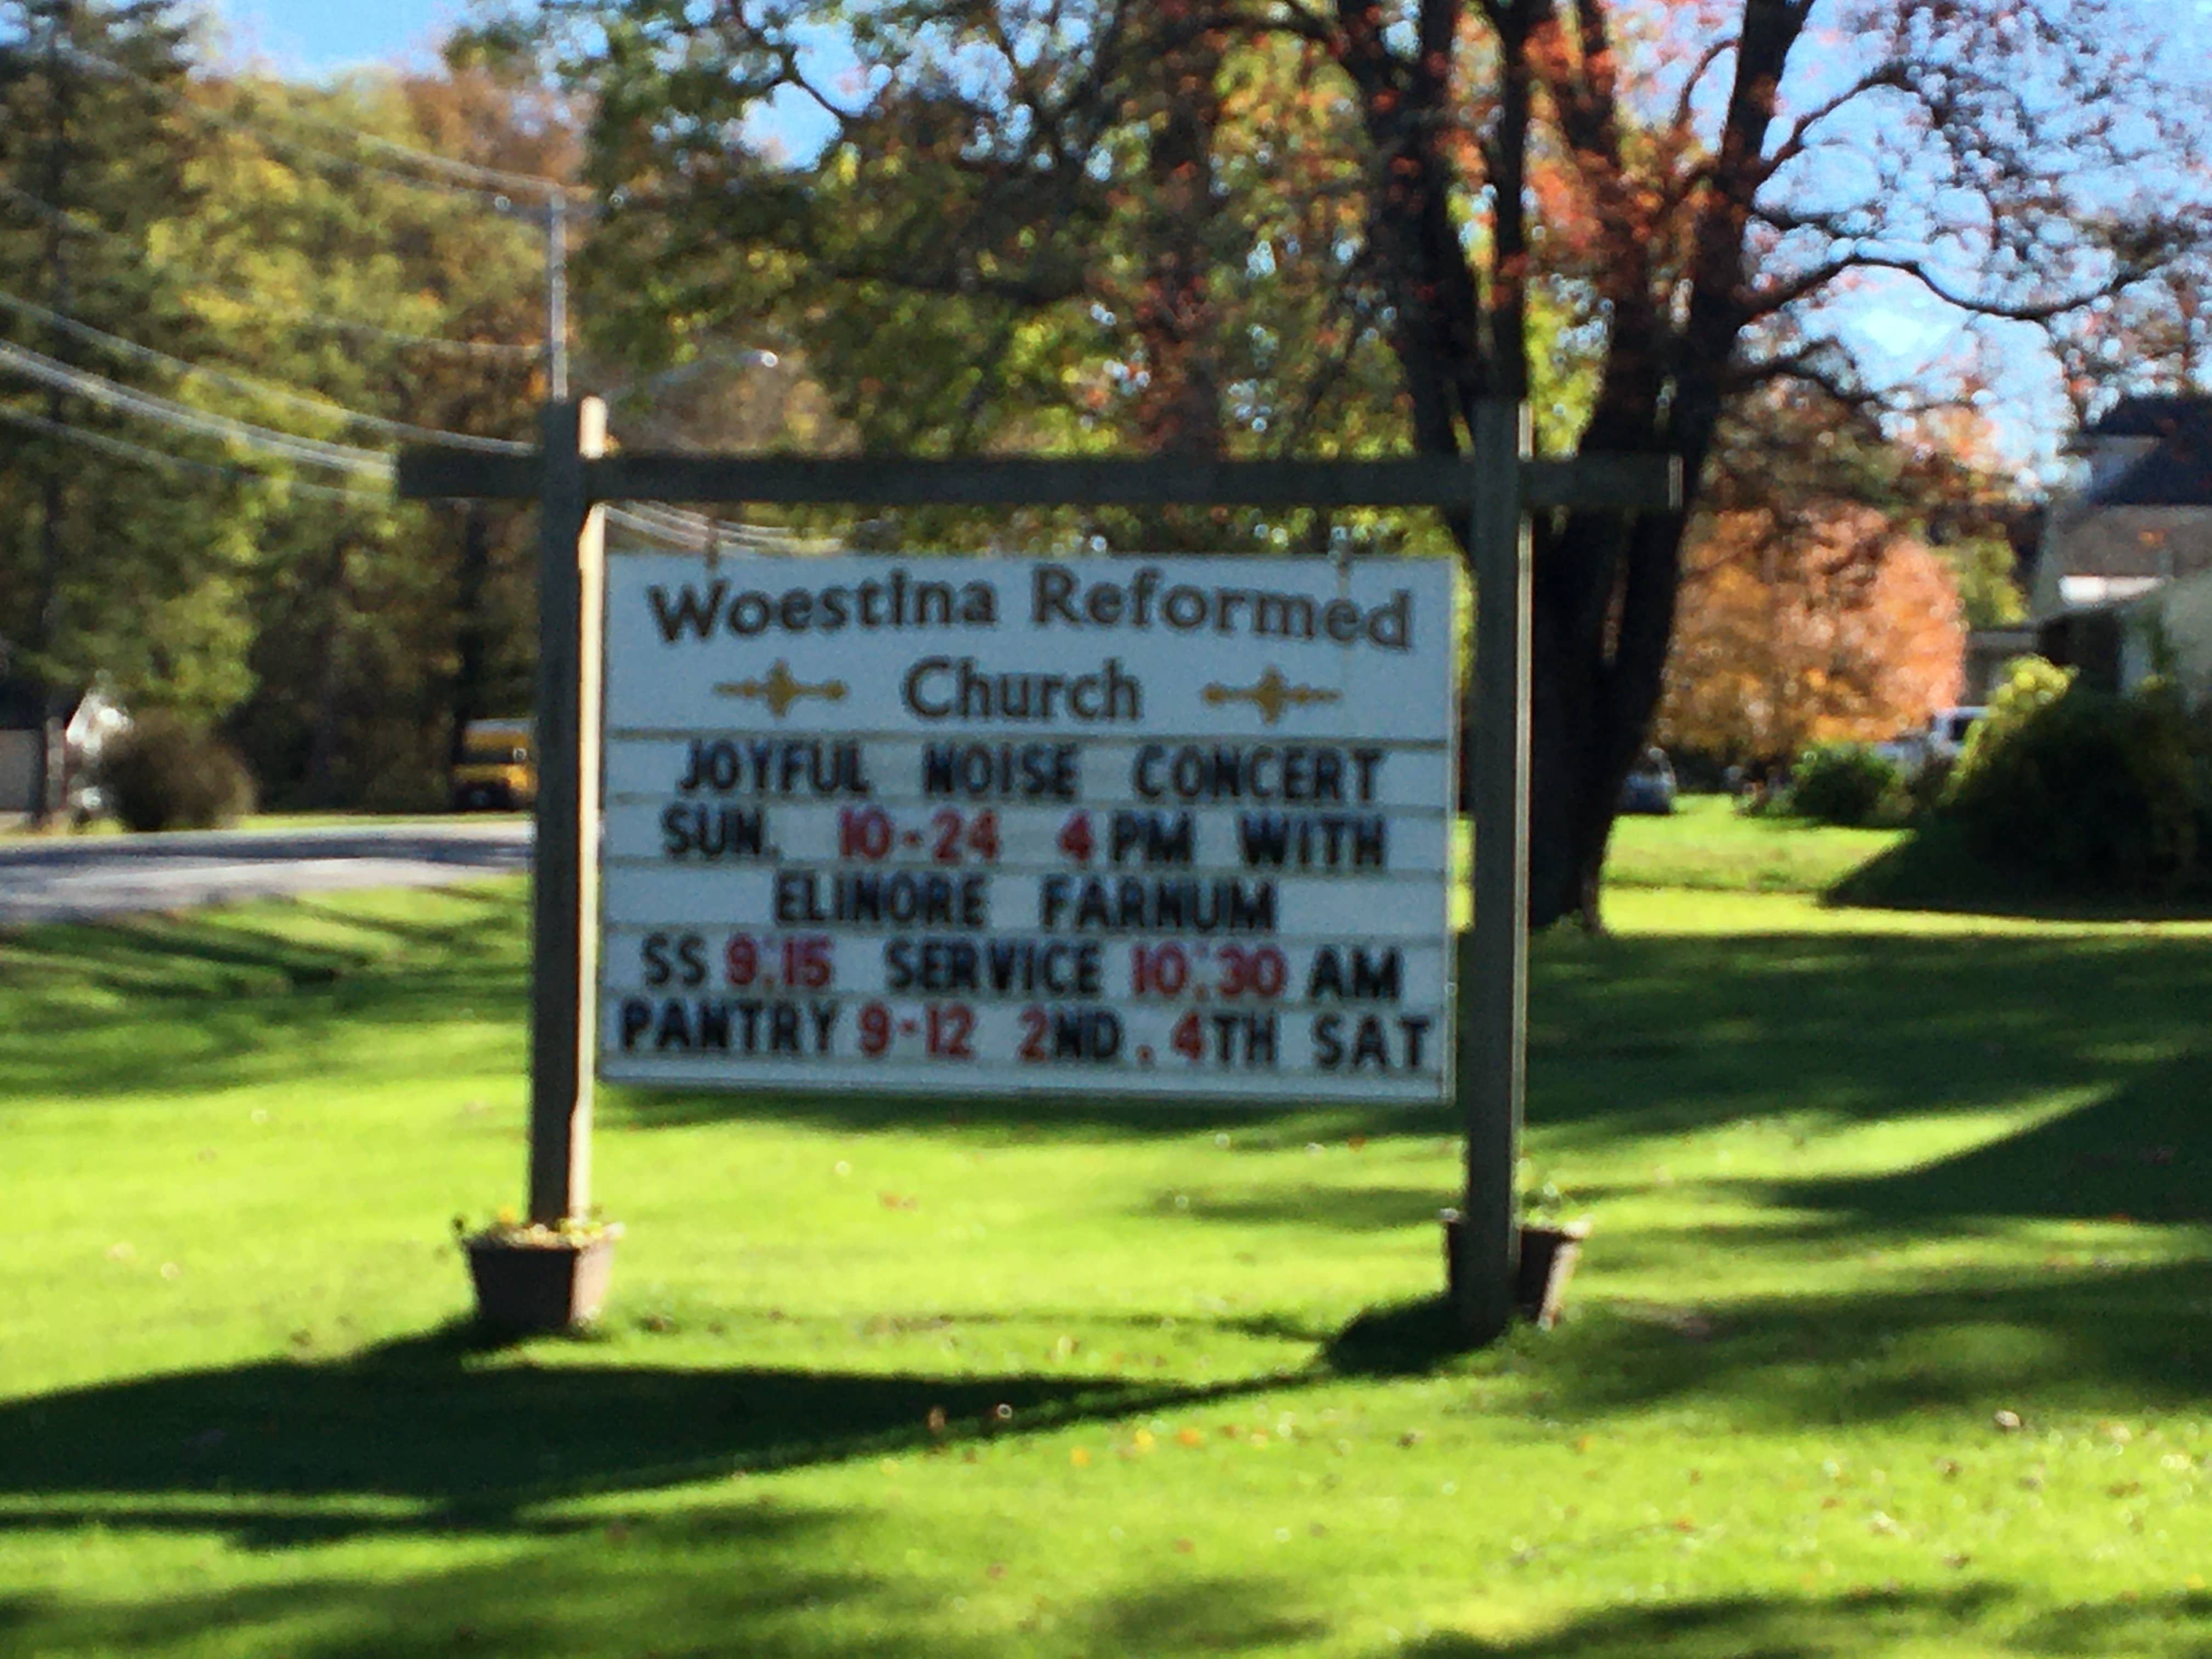 Woestina Reformed
Church
JOYFUL NOISE CONCERT
SUN. 10-24 4 PM WITH
ELINORE FARNUM
SS 9:15 SERVICE 10:30 AM
PANTRY 9-12 2ND . 4TH SAT